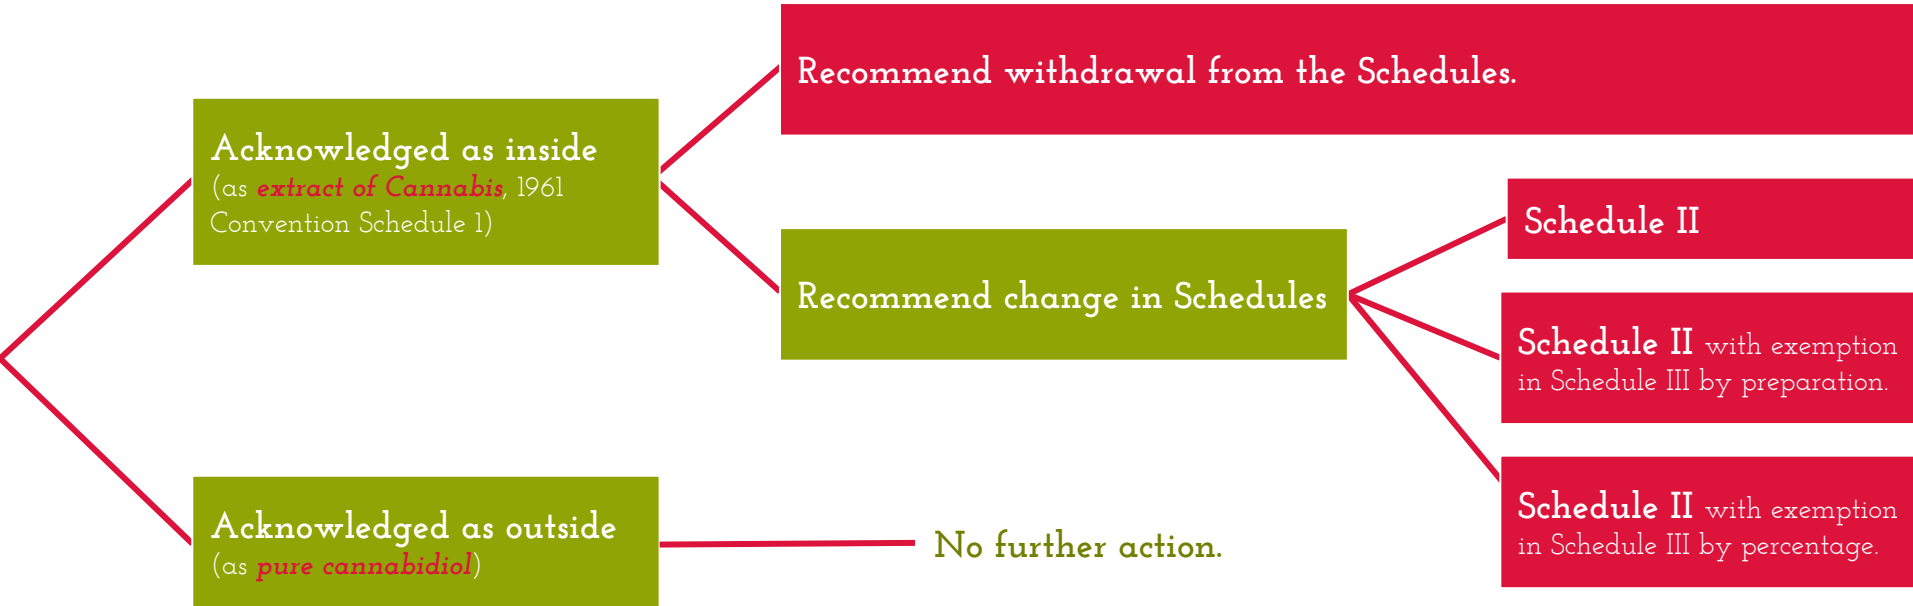 Recommend withdrawal from the Schedules.
Acknowledged as inside
(as extract of Cannabis, 1961
Convention Schedule 1)
Schedule II
Recommend change in Schedules
Schedule II with exemption
in Schedule III by preparation.
Schedule II with exemption
in Schedule III by percentage.
Acknowledged as outside
(as pure cannabidiol)
No further action.